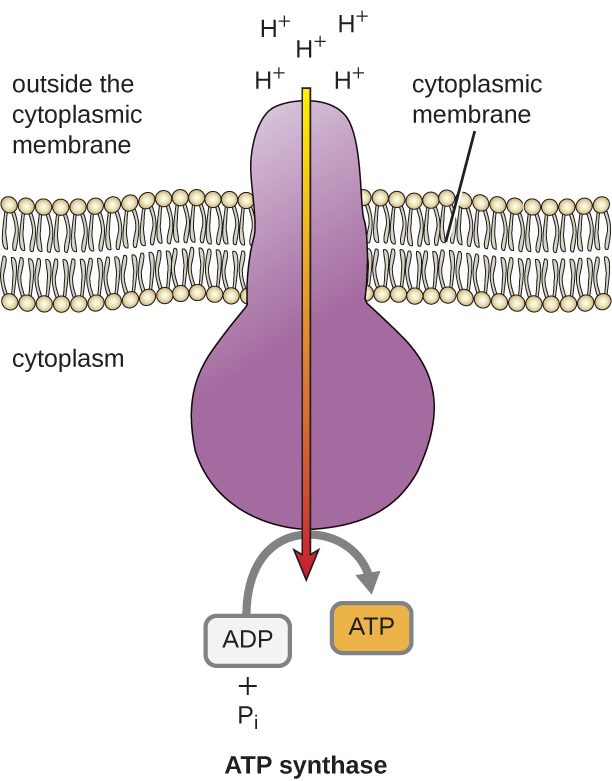 H+
H+
H+
H+
H+
outside the
cytoplasmic
membrane
cytoplasmic
membrane
cytoplasm
ADP
ATP
+
Pi
ATP synthase